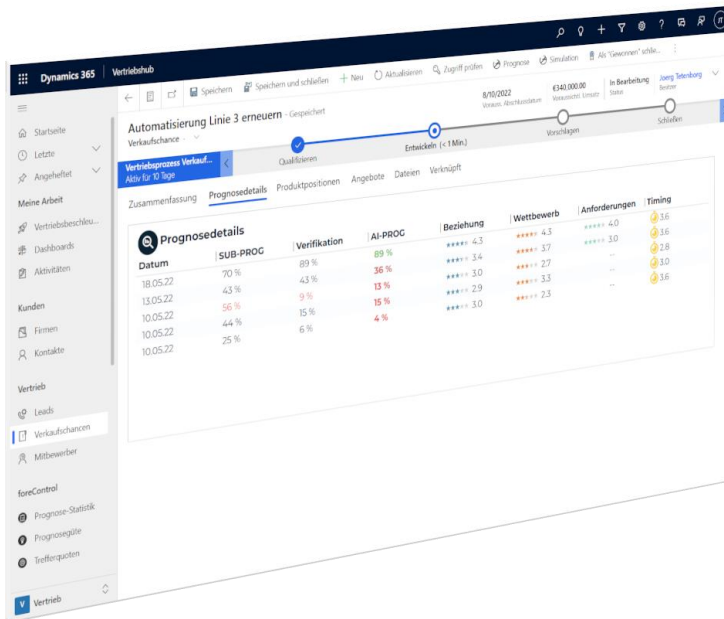 Dynamics 365
Vertriebshub
Speichern
Speichern und schließen
Neu
Aktualisieren
Zugriff prüfen
Prognose
Simulation
Als "Gewonnen" schlie...
Automatisierung Linie 3 erneuern - Gespeichert
Verkaufschance
8/10/2022
Vorauss. Abschlussdatum
€340,000.00
Voraussichtl. Umsatz
In Bearbeitung
Status
Joerg Tetenborg
Besitzer
Vertriebsprozess Verkauf...
Aktiv für 10 Tage
Qualifizieren
Entwickeln (< 1 Min.)
Vorschlagen
Schließen
Zusammenfassung Prognosedetails Produktpositionen Angebote Dateien Verknüpft
Prognosedetails
Datum SUB-PROG Verifikation AI-PROG Beziehung Wettbewerb Anforderungen Timing
18.05.22 70 % 89 % 89 % 4.3 4.3 4.0 3.6
13.05.22 43 % 43 % 36 % 3.4 3.7 3.0 3.6
10.05.22 56 % 9 % 13 % 3.0 2.7 ... 2.8
10.05.22 44 % 15 % 15 % 2.9 3.3 ... 3.0
10.05.22 25 % 6 % 4 % 3.0 2.3 ... 3.6
Startseite
Letzte
Angeheftet
Meine Arbeit
Vertriebsbeschleu...
Dashboards
Aktivitäten
Kunden
Firmen
Kontakte
Vertrieb
Leads
Verkaufschancen
Mitbewerber
foreControl
Prognose-Statistik
Prognosegüte
Trefferquoten
V Vertrieb